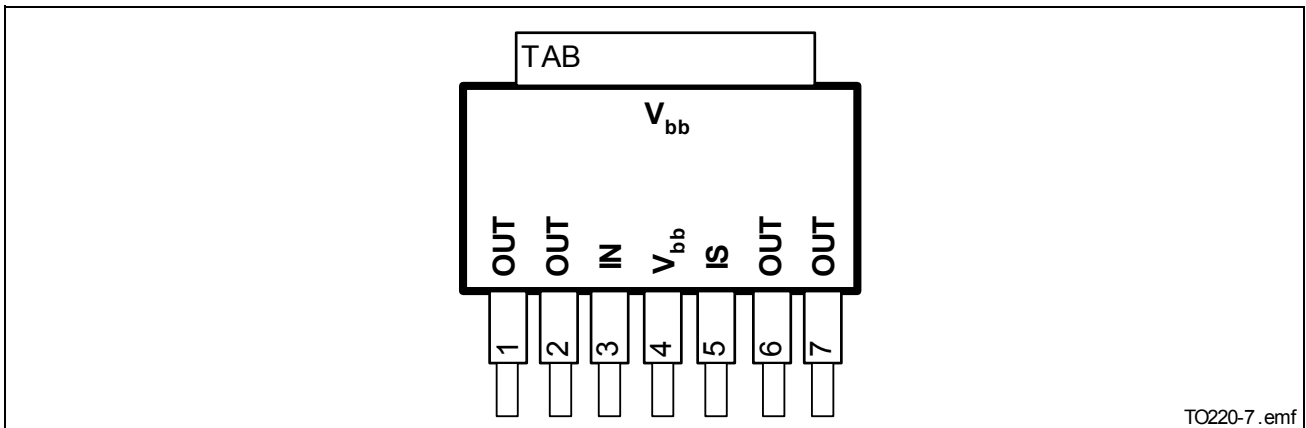 TAB
Vbb
OUT OUT IN Vbb IS OUT OUT
1 2 3 4 5 6 7
TO220-7.emf